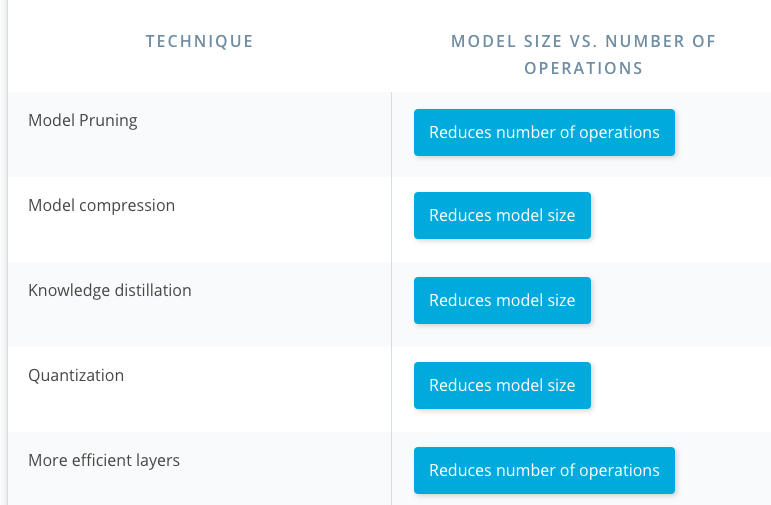 TECHNIQUE
MODEL SIZE VS. NUMBER OF
OPERATIONS
Model Pruning
Reduces number of operations
Model compression
Reduces model size
Knowledge distillation
Reduces model size
Quantization
Reduces model size
More efficient layers
Reduces number of operations